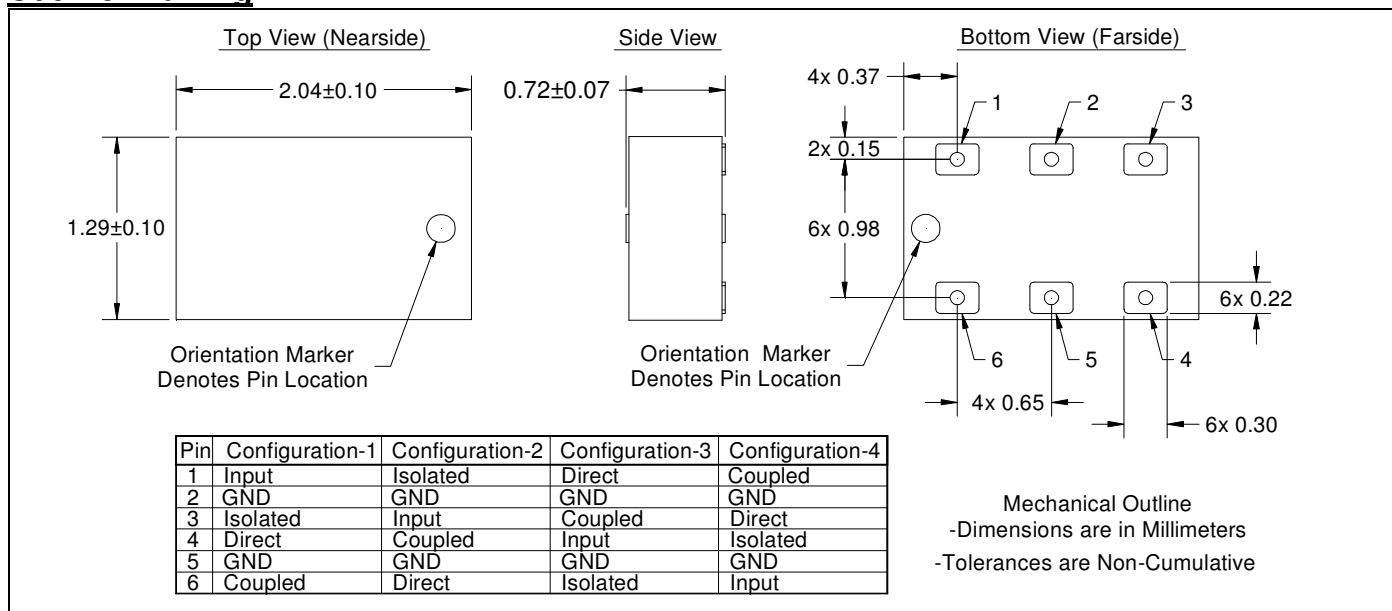 Top View (Nearside)
Side View
Bottom View (Farside)
2.04±0.10
0.72±0.07
4x 0.37
1
2
3
2x 0.15
1.29±0.10
6x 0.98
6x 0.22
Orientation Marker
Denotes Pin Location
Orientation Marker
Denotes Pin Location
6
5
4
4x 0.65
6x 0.30
Pin Configuration-1 Configuration-2 Configuration-3 Configuration-4
1 Input Isolated Direct Coupled
2 GND GND GND GND
3 Isolated Input Coupled Direct
4 Direct Coupled Input Isolated
5 GND GND GND GND
6 Coupled Direct Isolated Input
Mechanical Outline
-Dimensions are in Millimeters
-Tolerances are Non-Cumulative